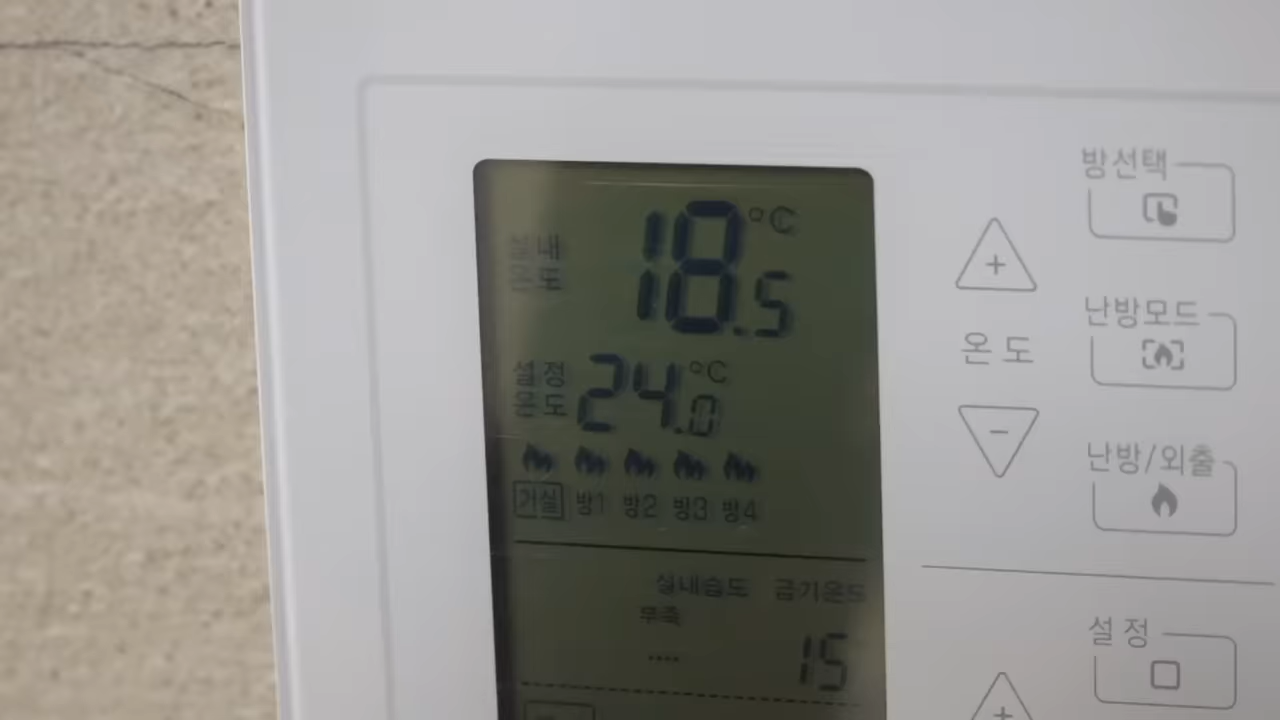 실내 온도
18.5 °C
설정 온도
24.0 °C
거실 방1 방2 방3 방4
실내습도 급기온도
부족
15
방선택
+
온도
-
난방모드
난방/외출
설정
+